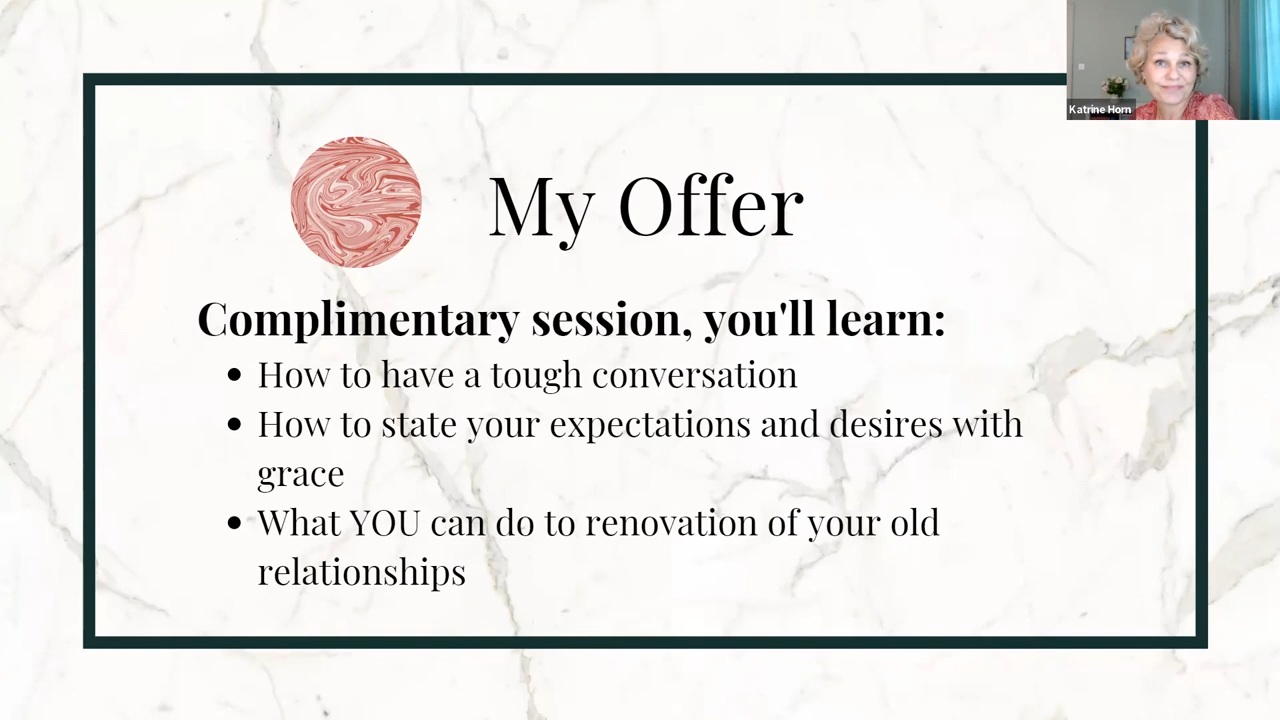 Katrine Horn
My Offer
Complimentary session, you'll learn:
• How to have a tough conversation
• How to state your expectations and desires with
grace
• What YOU can do to renovation of your old
relationships